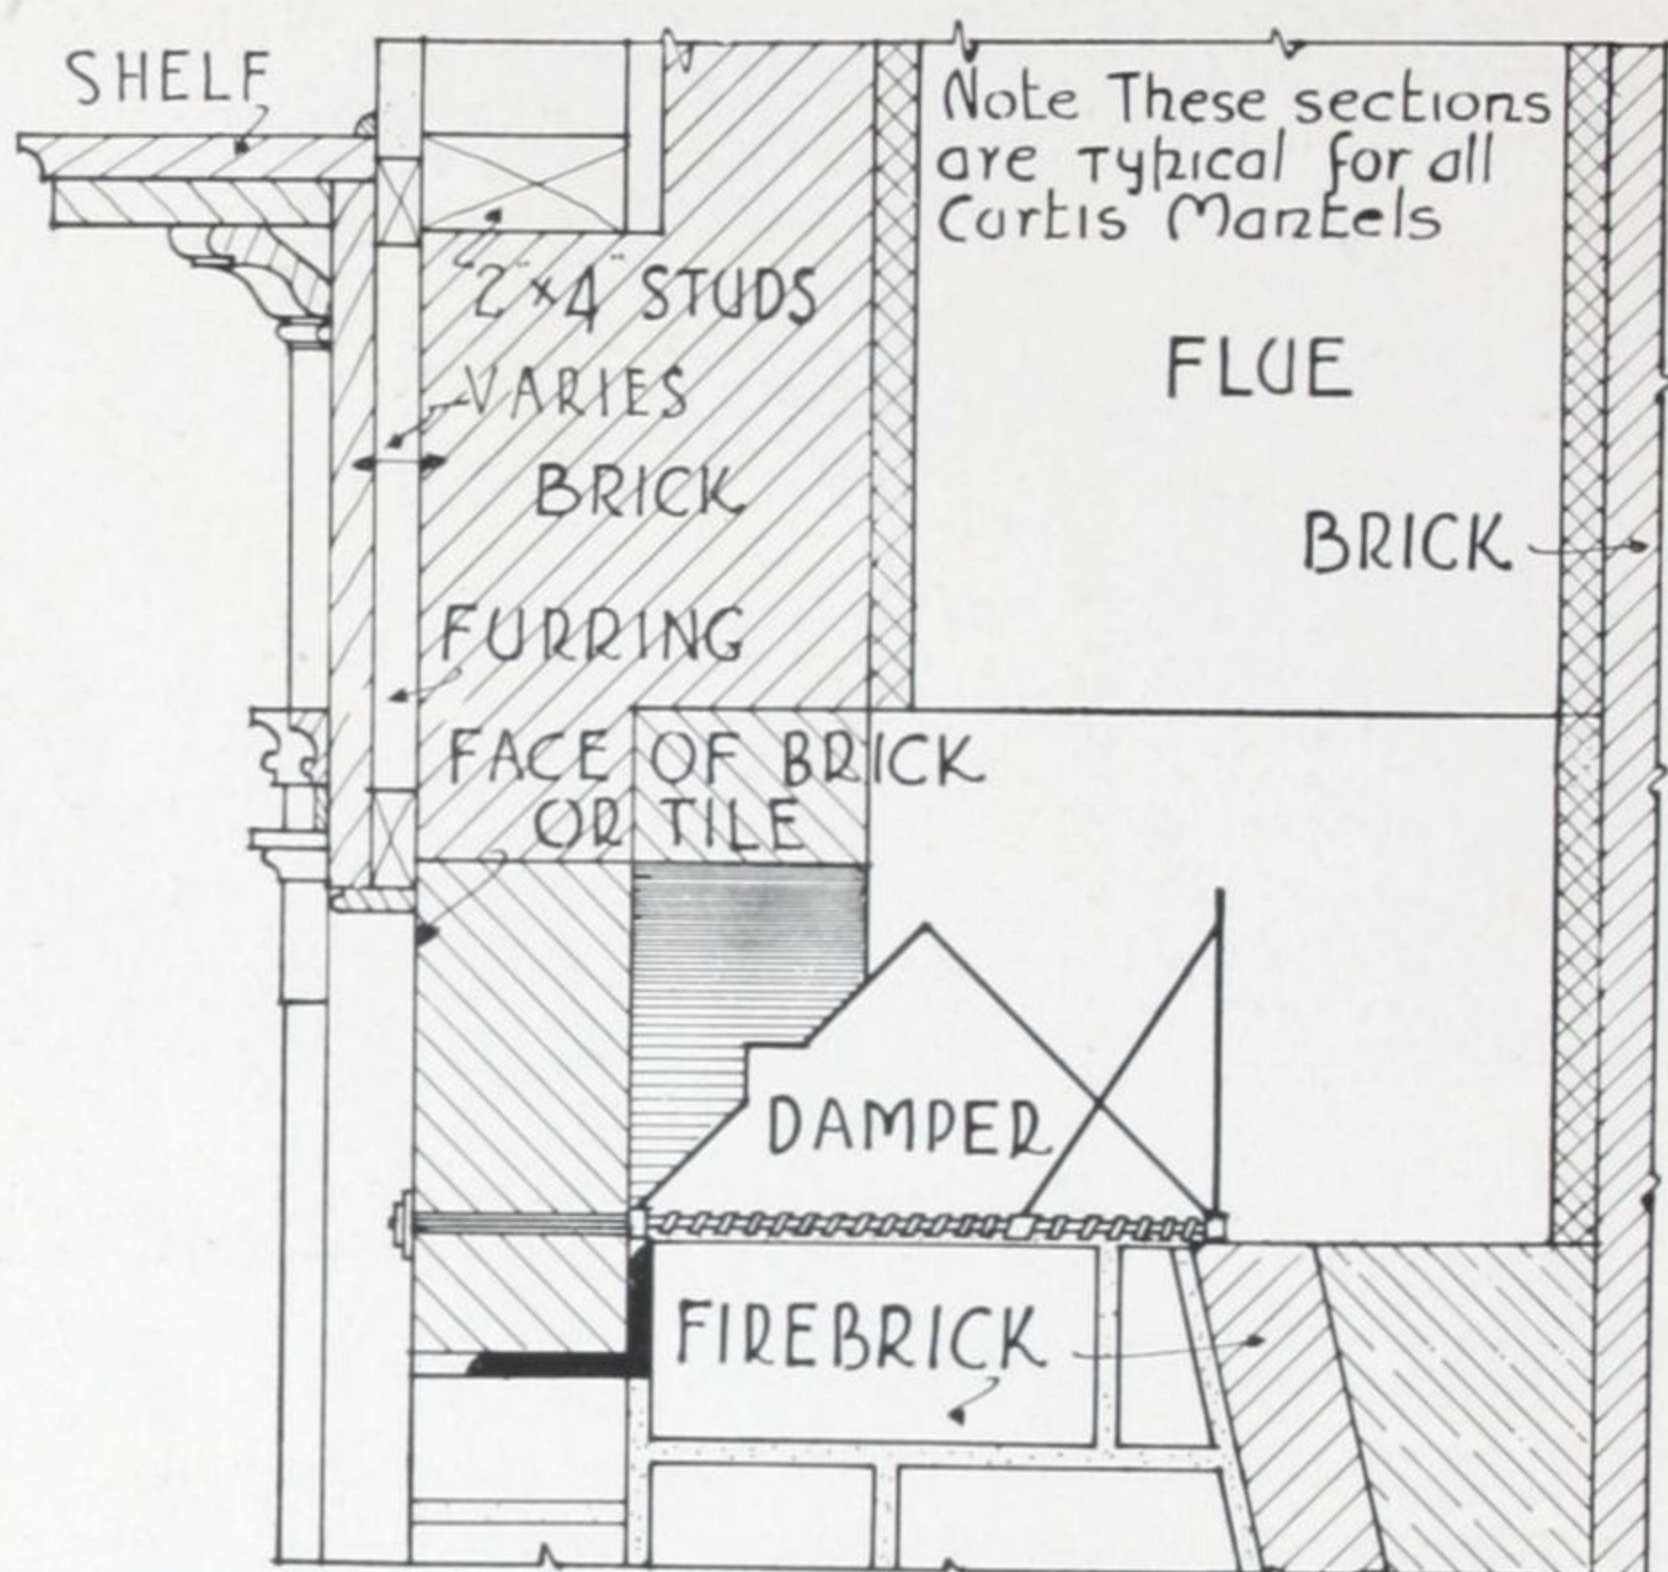 SHELF
Note These sections
are Typical for all
Curtis Mantels
2"x4" STUDS
FLUE
VARIES
BRICK
BRICK
FURRING
FACE OF BRICK
OR TILE
DAMPER
FIREBRICK